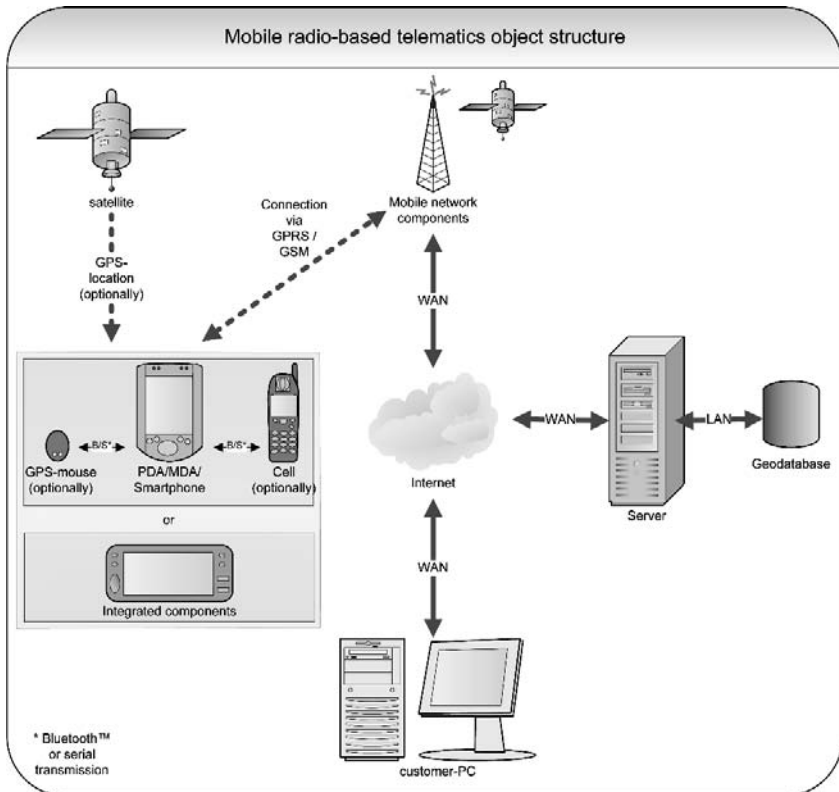 Mobile radio-based telematics object structure
satellite
Mobile network
components
Connection
via
GPRS /
GSM
GPS-
location
(optionally)
WAN
B/S*
B/S*
GPS-mouse
(optionally)
PDA/MDA/
Smartphone
Cell
(optionally)
or
Integrated components
Internet
WAN
LAN
Server
Geodatabase
WAN
customer-PC
* Bluetooth™
or serial
transmission